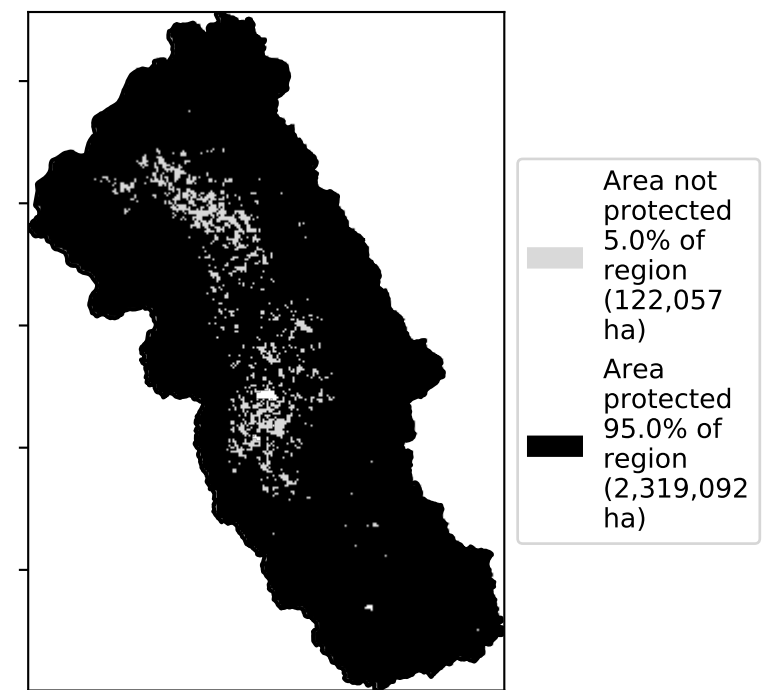 Area not
protected
5.0% of
region
(122,057
ha)
Area
protected
95.0% of
region
(2,319,092
ha)